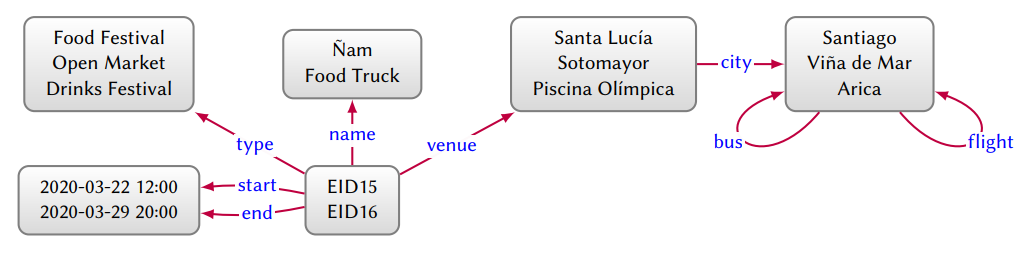 Food Festival
Open Market
Drinks Festival
Ñam
Food Truck
Santa Lucía
Sotomayor
Piscina Olímpica
city
Santiago
Viña de Mar
Arica
type
name
venue
bus
flight
2020-03-22 12:00
2020-03-29 20:00
start
end
EID15
EID16